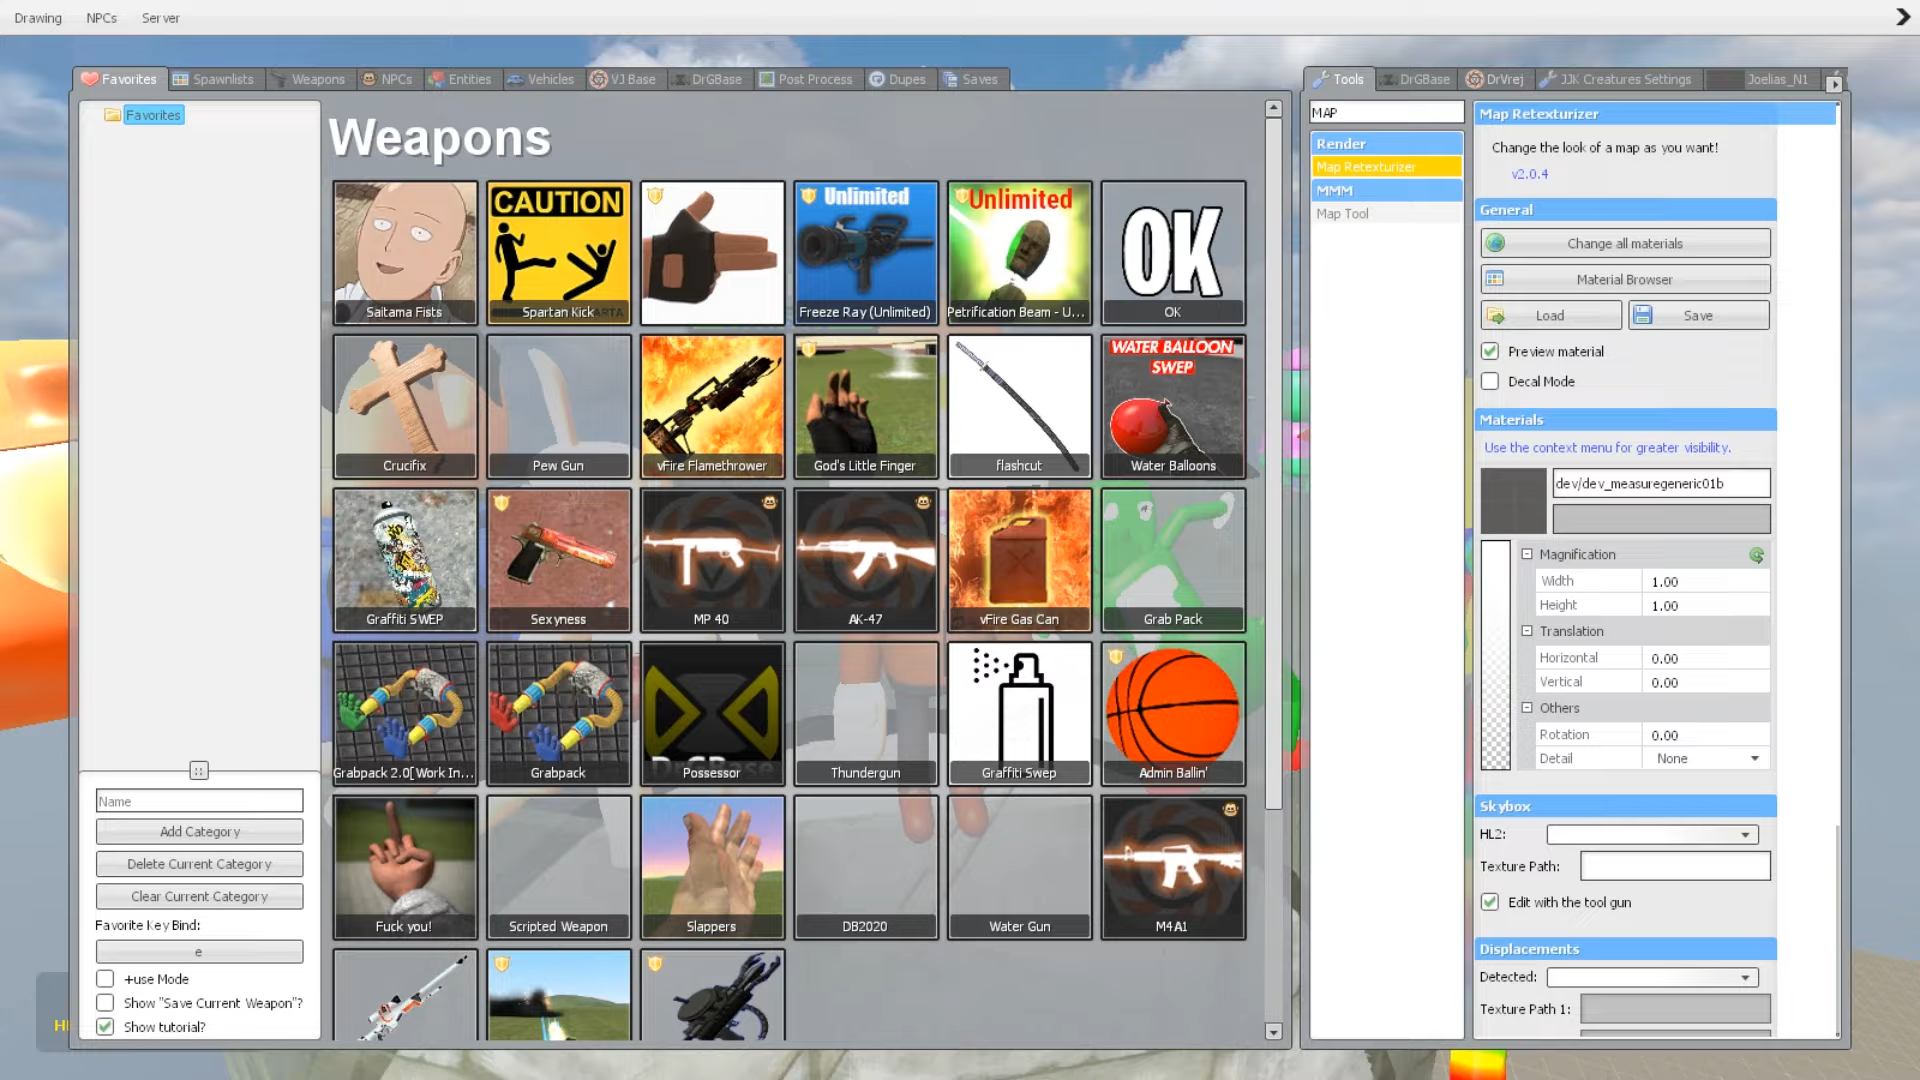 Drawing NPCs Server
Favorites Spawnlists Weapons NPCs Entities Vehicles VJ Base DrGBase Post Process Dupes Saves
Favorites
Name
Add Category
Delete Current Category
Clear Current Category
Favorite Key Bind:
e
+use Mode
Show "Save Current Weapon"?
Show tutorial?
Weapons
Saitama Fists
CAUTION
Spartan Kick
Unlimited
Freeze Ray (Unlimited)
Unlimited
Petrification Beam - U...
OK
OK
Crucifix
Pew Gun
vFire Flamethrower
God's Little Finger
flashcut
WATER BALLOON
SWEP
Water Balloons
Graffiti SWEP
Sexyness
MP 40
AK-47
vFire Gas Can
Grab Pack
Grabpack 2.0[Work In...
Grabpack
DrGBase
Possessor
Thundergun
Graffiti Swep
Admin Ballin'
Fuck you!
Scripted Weapon
Slappers
DB2020
Water Gun
M4A1
Tools DrGBase DrVrej JJK Creatures Settings Joelias_N1
MAP
Render
Map Retexturizer
MMM
Map Tool
Map Retexturizer
Change the look of a map as you want!
v2.0.4
General
Change all materials
Material Browser
Load Save
Preview material
Decal Mode
Materials
Use the context menu for greater visibility.
dev/dev_measuregeneric01b
Magnification
Width 1.00
Height 1.00
Translation
Horizontal 0.00
Vertical 0.00
Others
Rotation 0.00
Detail None
Skybox
HL2:
Texture Path:
Edit with the tool gun
Displacements
Detected:
Texture Path 1: